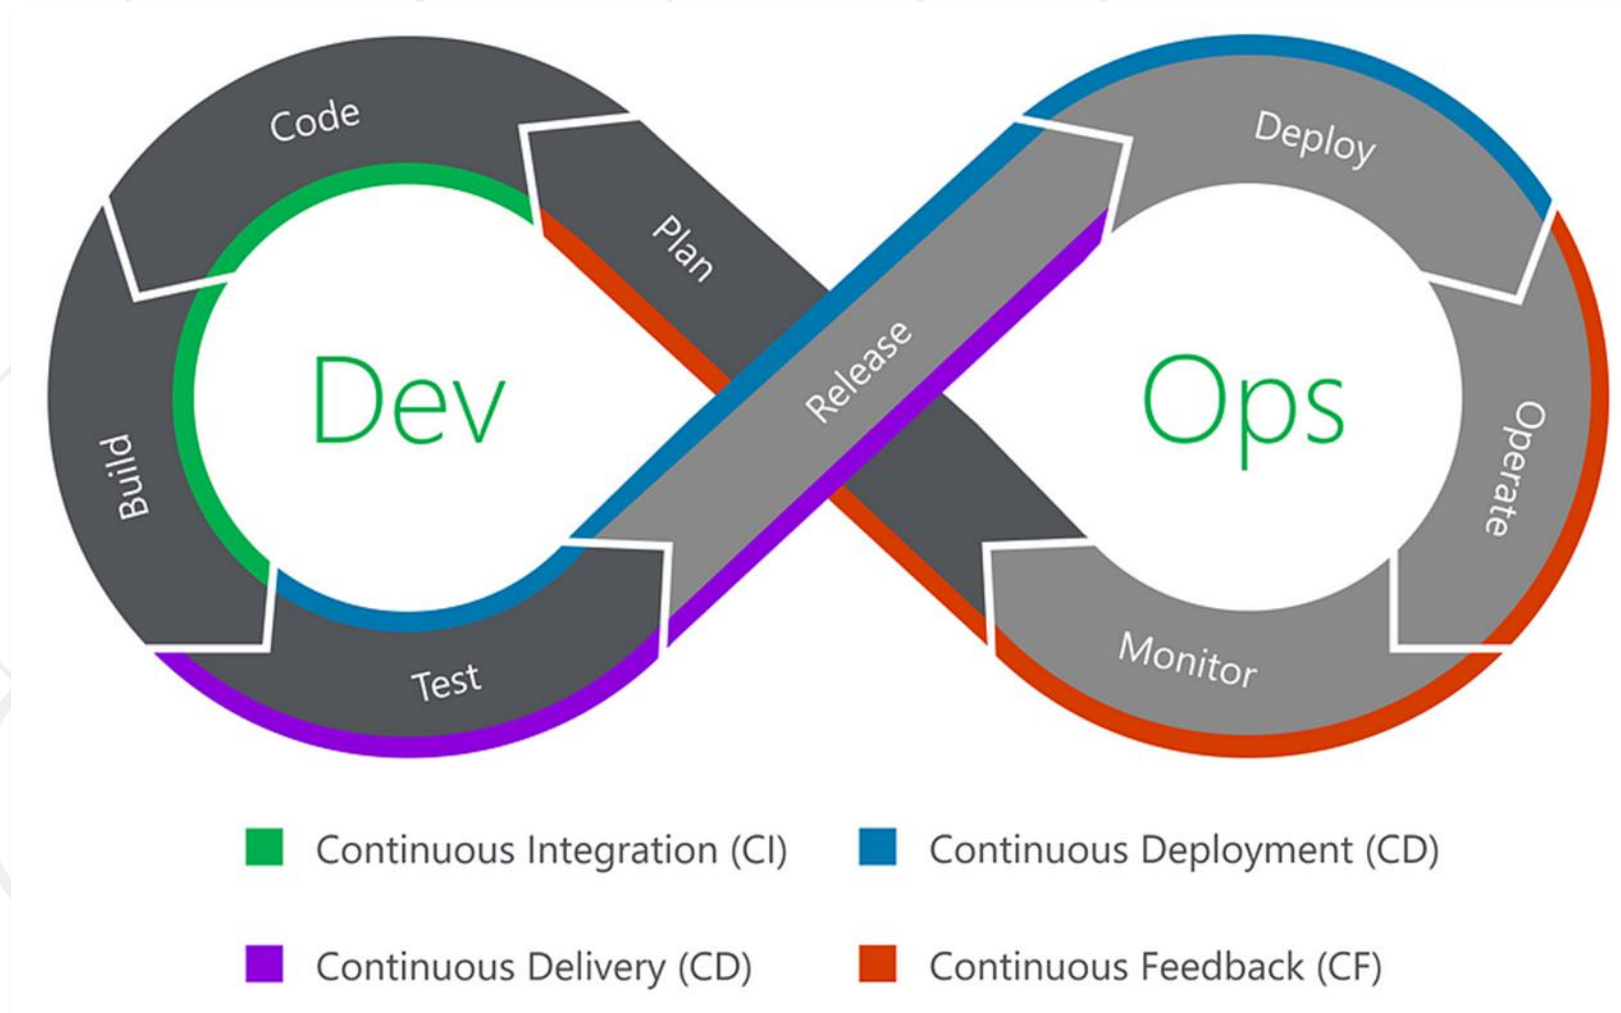 Code
Deploy
Plan
Release
Dev
Ops
Build
Operate
Test
Monitor
Continuous Integration (CI)
Continuous Deployment (CD)
Continuous Delivery (CD)
Continuous Feedback (CF)